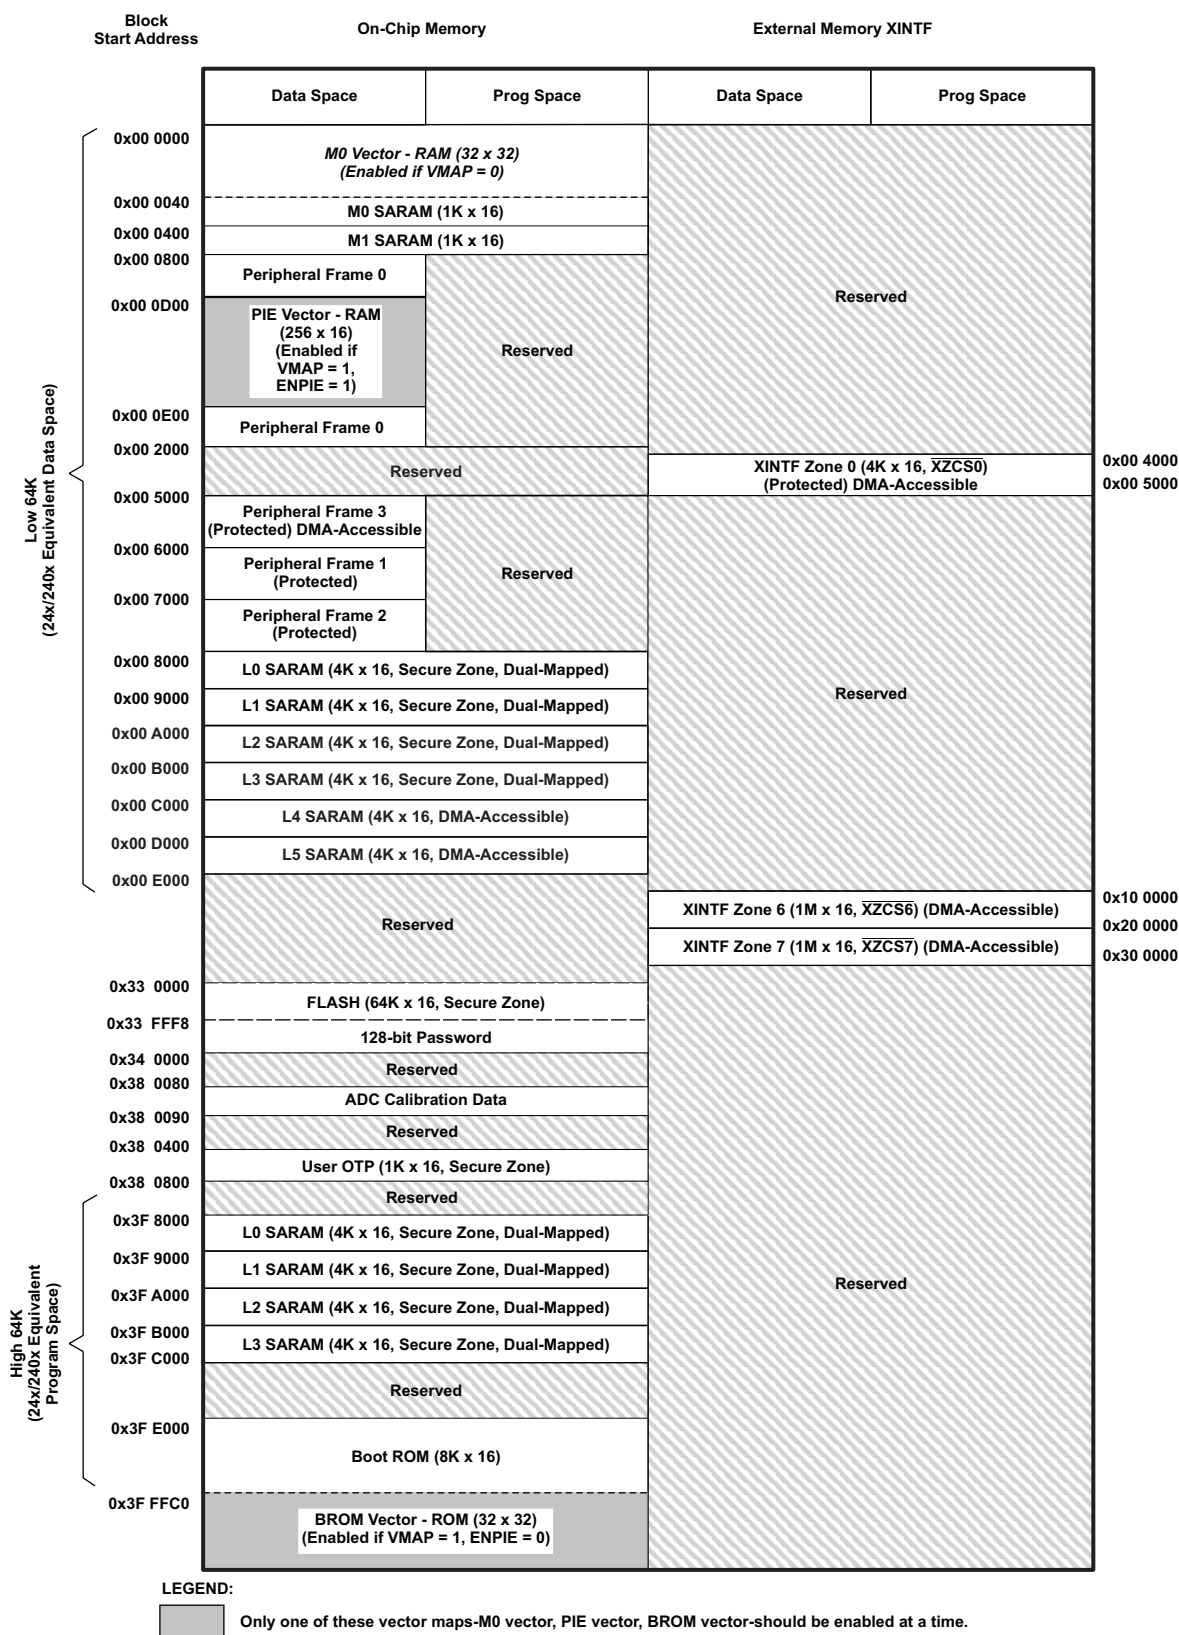 Block
Start Address
On-Chip Memory
External Memory XINTF
Data Space
Prog Space
Data Space
Prog Space
0x00 0000
M0 Vector - RAM (32 x 32)
(Enabled if VMAP = 0)
0x00 0040
M0 SARAM (1K x 16)
0x00 0400
M1 SARAM (1K x 16)
0x00 0800
Peripheral Frame 0
Reserved
0x00 0D00
PIE Vector - RAM
(256 x 16)
(Enabled if
VMAP = 1,
ENPIE = 1)
Reserved
0x00 0E00
Peripheral Frame 0
0x00 2000
Reserved
XINTF Zone 0 (4K x 16, XZCS0)
(Protected) DMA-Accessible
0x00 4000
0x00 5000
0x00 5000
Peripheral Frame 3
(Protected) DMA-Accessible
0x00 6000
Peripheral Frame 1
(Protected)
Reserved
0x00 7000
Peripheral Frame 2
(Protected)
Low 64K
(24x/240x Equivalent Data Space)
0x00 8000
L0 SARAM (4K x 16, Secure Zone, Dual-Mapped)
0x00 9000
L1 SARAM (4K x 16, Secure Zone, Dual-Mapped)
Reserved
0x00 A000
L2 SARAM (4K x 16, Secure Zone, Dual-Mapped)
0x00 B000
L3 SARAM (4K x 16, Secure Zone, Dual-Mapped)
0x00 C000
L4 SARAM (4K x 16, DMA-Accessible)
0x00 D000
L5 SARAM (4K x 16, DMA-Accessible)
0x00 E000
Reserved
XINTF Zone 6 (1M x 16, XZCS6) (DMA-Accessible)
0x10 0000
0x20 0000
XINTF Zone 7 (1M x 16, XZCS7) (DMA-Accessible)
0x30 0000
0x33 0000
FLASH (64K x 16, Secure Zone)
0x33 FFF8
128-bit Password
0x34 0000
Reserved
0x38 0080
ADC Calibration Data
0x38 0090
Reserved
0x38 0400
User OTP (1K x 16, Secure Zone)
0x38 0800
Reserved
0x3F 8000
L0 SARAM (4K x 16, Secure Zone, Dual-Mapped)
0x3F 9000
L1 SARAM (4K x 16, Secure Zone, Dual-Mapped)
Reserved
0x3F A000
L2 SARAM (4K x 16, Secure Zone, Dual-Mapped)
0x3F B000
L3 SARAM (4K x 16, Secure Zone, Dual-Mapped)
0x3F C000
High 64K
(24x/240x Equivalent
Program Space)
Reserved
0x3F E000
Boot ROM (8K x 16)
0x3F FFC0
BROM Vector - ROM (32 x 32)
(Enabled if VMAP = 1, ENPIE = 0)
LEGEND:
Only one of these vector maps-M0 vector, PIE vector, BROM vector-should be enabled at a time.